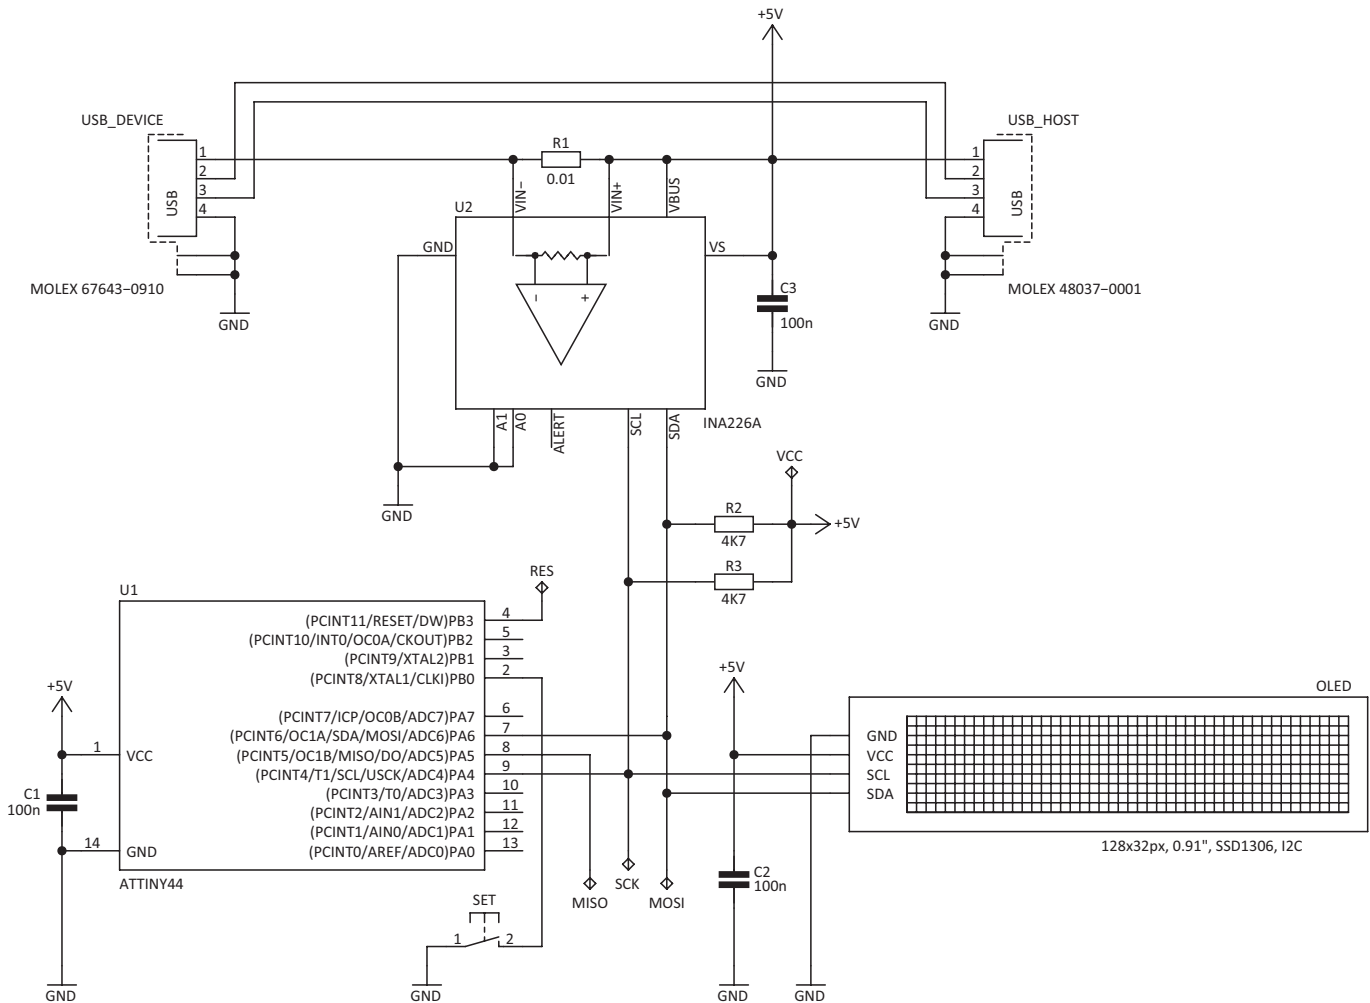 +5V
USB_DEVICE
USB_HOST
1
2
3
4
USB
MOLEX 67643-0910
GND
R1
0.01
VIN-
VIN+
VBUS
U2
GND
VS
- +
A1
A0
ALERT
SCL
SDA
INA226A
GND
C3
100n
GND
1
2
3
4
USB
MOLEX 48037-0001
GND
VCC
R2
4K7
+5V
R3
4K7
RES
U1
(PCINT11/RESET/DW)PB3 4
(PCINT10/INT0/OC0A/CKOUT)PB2 5
(PCINT9/XTAL2)PB1 3
(PCINT8/XTAL1/CLKI)PB0 2
(PCINT7/ICP/OC0B/ADC7)PA7 6
(PCINT6/OC1A/SDA/MOSI/ADC6)PA6 7
(PCINT5/OC1B/MISO/DO/ADC5)PA5 8
(PCINT4/T1/SCL/USCK/ADC4)PA4 9
(PCINT3/T0/ADC3)PA3 10
(PCINT2/AIN1/ADC2)PA2 11
(PCINT1/AIN0/ADC1)PA1 12
(PCINT0/AREF/ADC0)PA0 13
+5V
1 VCC
C1
100n
14 GND
ATTINY44
GND
SET
1 2
GND
MISO
SCK
MOSI
+5V
C2
100n
GND
GND
OLED
GND
VCC
SCL
SDA
128x32px, 0.91", SSD1306, I2C